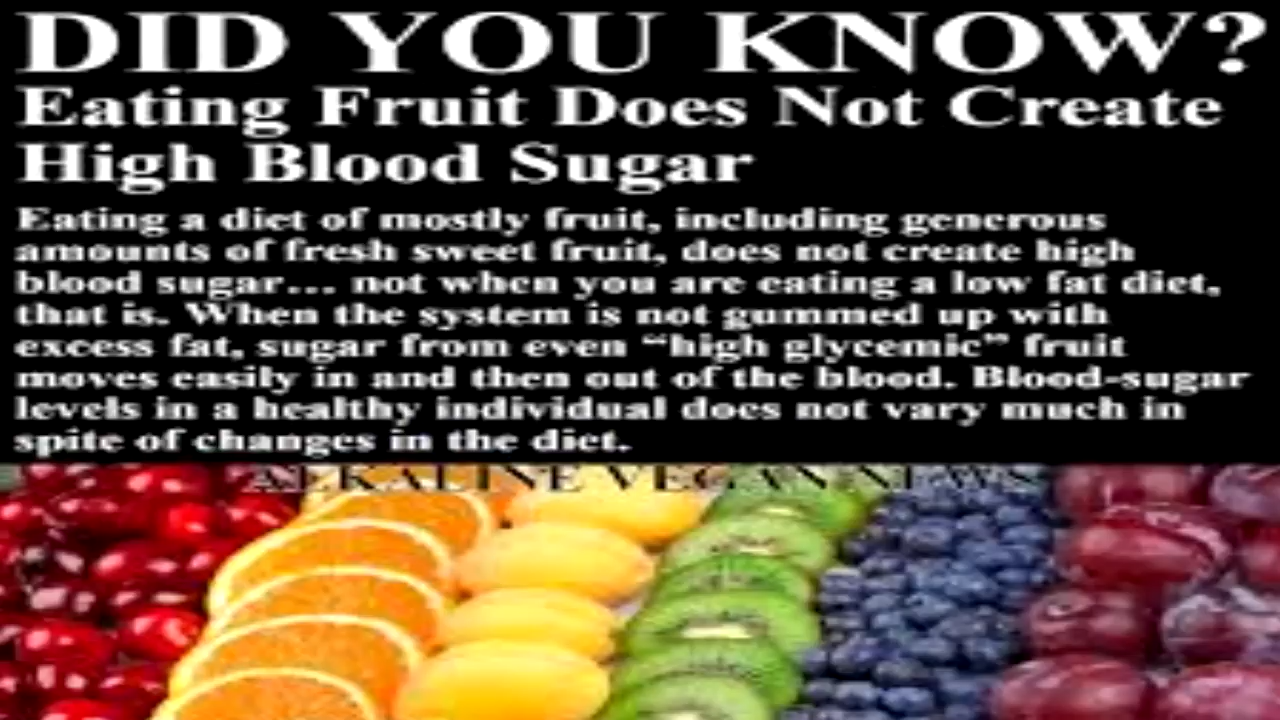 DID YOU KNOW?
Eating Fruit Does Not Create
High Blood Sugar
Eating a diet of mostly fruit, including generous
amounts of fresh sweet fruit, does not create high
blood sugar... not when you are eating a low fat diet,
that is. When the system is not gummed up with
excess fat, sugar from even “high glycemic” fruit
moves easily in and then out of the blood. Blood-sugar
levels in a healthy individual does not vary much in
spite of changes in the diet.
ALKALINE VEGAN NEWS